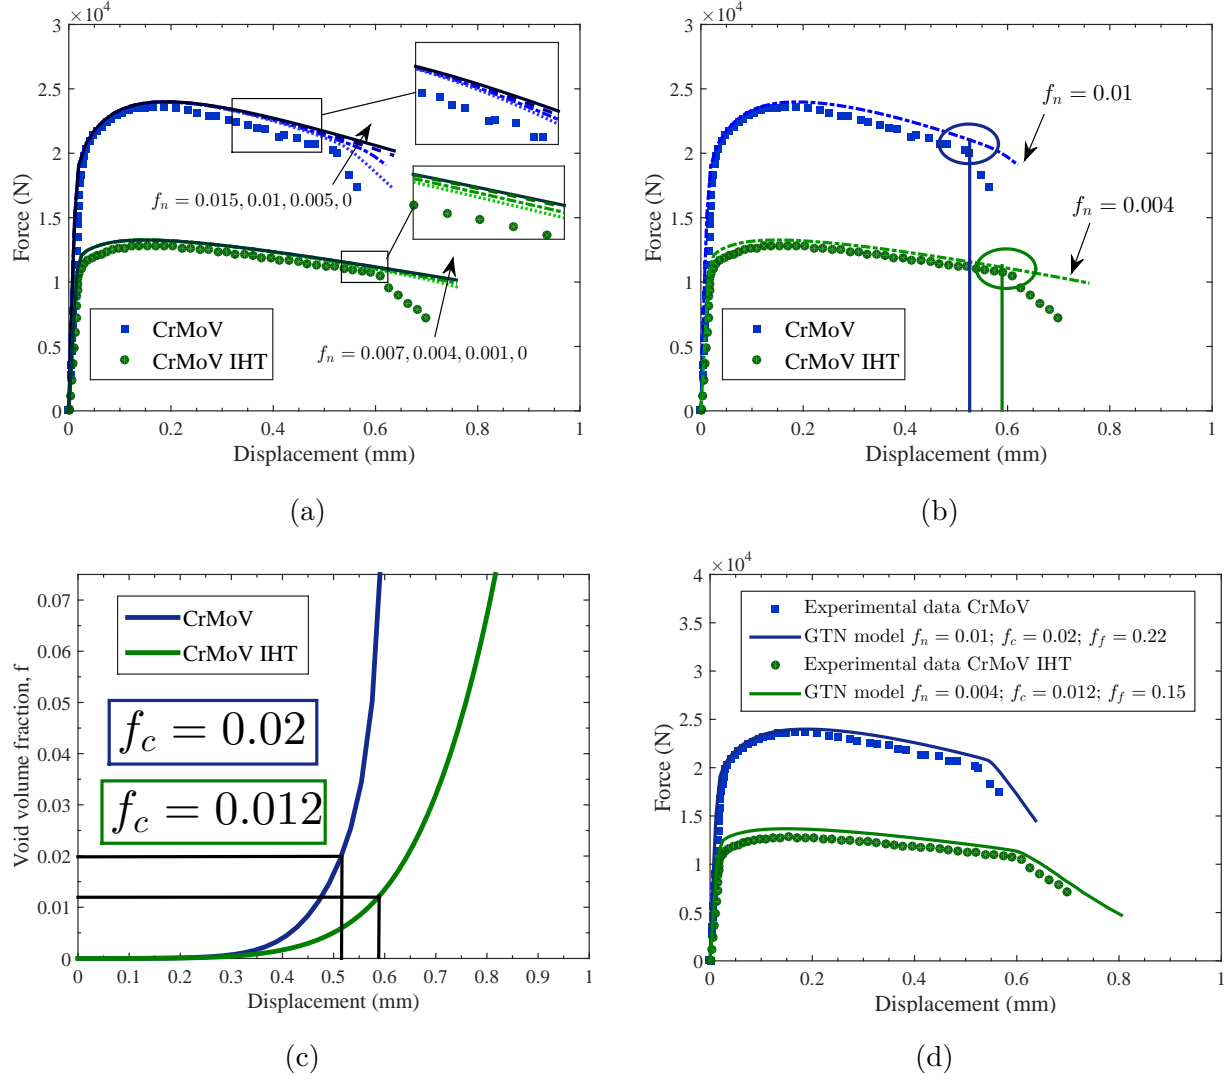 ×10⁴
3
2.5
2
1.5
1
0.5
0
Force (N)
f_n = 0.015, 0.01, 0.005, 0
f_n = 0.007, 0.004, 0.001, 0
CrMoV
CrMoV IHT
0 0.2 0.4 0.6 0.8 1
Displacement (mm)
(a)
×10⁴
3
2.5
2
1.5
1
0.5
0
Force (N)
f_n = 0.01
f_n = 0.004
CrMoV
CrMoV IHT
0 0.2 0.4 0.6 0.8 1
Displacement (mm)
(b)
0.07
0.06
0.05
0.04
0.03
0.02
0.01
0
Void volume fraction, f
CrMoV
CrMoV IHT
f_c = 0.02
f_c = 0.012
0 0.1 0.2 0.3 0.4 0.5 0.6 0.7 0.8 0.9 1
Displacement (mm)
(c)
×10⁴
4
3.5
3
2.5
2
1.5
1
0.5
0
Force (N)
Experimental data CrMoV
GTN model f_n = 0.01; f_c = 0.02; f_f = 0.22
Experimental data CrMoV IHT
GTN model f_n = 0.004; f_c = 0.012; f_f = 0.15
0 0.2 0.4 0.6 0.8 1
Displacement (mm)
(d)